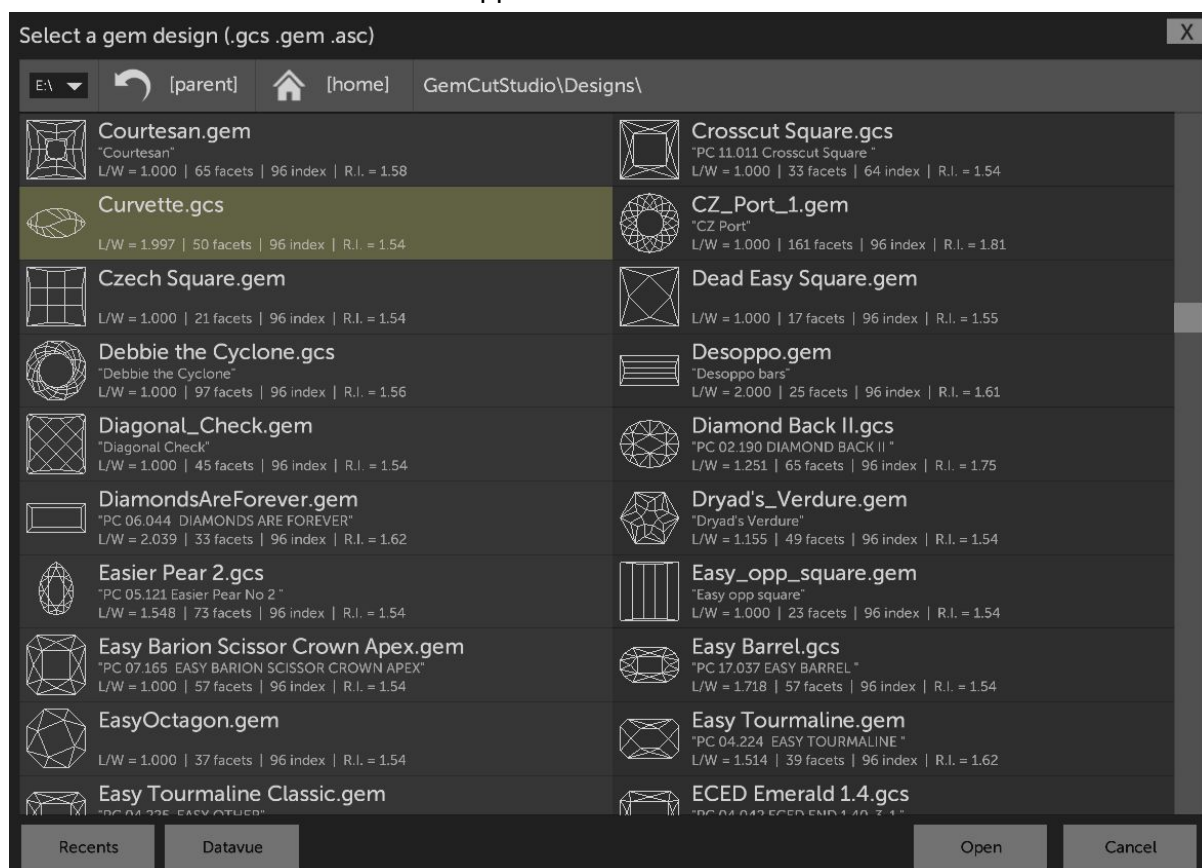 Select a gem design (.gcs .gem .asc)
X
E:\ [parent] [home] GemCutStudio\Designs\
Courtesan.gem
"Courtesan"
L/W = 1.000 | 65 facets | 96 index | R.I. = 1.58
Crosscut Square.gcs
"PC 11.011 Crosscut Square "
L/W = 1.000 | 33 facets | 64 index | R.I. = 1.54
Curvette.gcs
L/W = 1.997 | 50 facets | 96 index | R.I. = 1.54
CZ_Port_1.gem
"CZ Port"
L/W = 1.000 | 161 facets | 96 index | R.I. = 1.81
Czech Square.gem
L/W = 1.000 | 21 facets | 96 index | R.I. = 1.54
Dead Easy Square.gem
L/W = 1.000 | 17 facets | 96 index | R.I. = 1.55
Debbie the Cyclone.gcs
"Debbie the Cyclone"
L/W = 1.000 | 97 facets | 96 index | R.I. = 1.56
Desoppo.gem
"Desoppo bars"
L/W = 2.000 | 25 facets | 96 index | R.I. = 1.61
Diagonal_Check.gem
"Diagonal Check"
L/W = 1.000 | 45 facets | 96 index | R.I. = 1.54
Diamond Back II.gcs
"PC 02.190 DIAMOND BACK II "
L/W = 1.251 | 65 facets | 96 index | R.I. = 1.75
DiamondsAreForever.gem
"PC 06.044 DIAMONDS ARE FOREVER"
L/W = 2.039 | 33 facets | 96 index | R.I. = 1.62
Dryad's_Verdure.gem
"Dryad's Verdure"
L/W = 1.155 | 49 facets | 96 index | R.I. = 1.54
Easier Pear 2.gcs
"PC 05.121 Easier Pear No 2 "
L/W = 1.548 | 73 facets | 96 index | R.I. = 1.54
Easy_opp_square.gem
"Easy opp square"
L/W = 1.000 | 23 facets | 96 index | R.I. = 1.54
Easy Barion Scissor Crown Apex.gem
"PC 07.165 EASY BARION SCISSOR CROWN APEX"
L/W = 1.000 | 57 facets | 96 index | R.I. = 1.54
Easy Barrel.gcs
"PC 17.037 EASY BARREL "
L/W = 1.718 | 57 facets | 96 index | R.I. = 1.54
EasyOctagon.gem
L/W = 1.000 | 37 facets | 96 index | R.I. = 1.54
Easy Tourmaline.gem
"PC 04.224 EASY TOURMALINE "
L/W = 1.514 | 39 facets | 96 index | R.I. = 1.62
Easy Tourmaline Classic.gem
ECED Emerald 1.4.gcs
Recents
Datavue
Open
Cancel